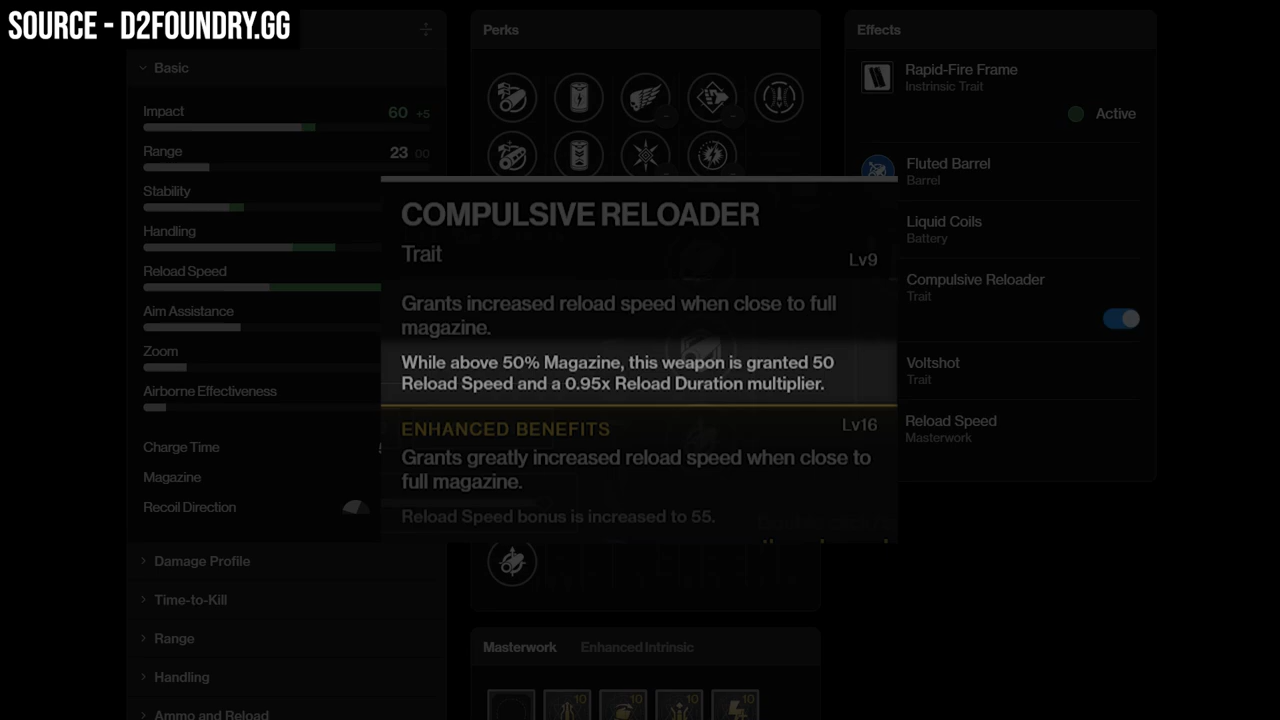 SOURCE - D2FOUNDRY.GG
Basic
Impact 60 +5
Range 23 00
Stability
Handling
Reload Speed
Aim Assistance
Zoom
Airborne Effectiveness
Charge Time
Magazine
Recoil Direction
Damage Profile
Time-to-Kill
Range
Handling
Ammo and Reload
Perks
COMPULSIVE RELOADER
Trait
Lv9
Grants increased reload speed when close to full
magazine.
While above 50% Magazine, this weapon is granted 50
Reload Speed and a 0.95x Reload Duration multiplier.
ENHANCED BENEFITS
Lv16
Grants greatly increased reload speed when close to
full magazine.
Reload Speed bonus is increased to 55.
Masterwork Enhanced Intrinsic
10 10 10 10
Effects
Rapid-Fire Frame
Instrinsic Trait
Active
Fluted Barrel
Barrel
Liquid Coils
Battery
Compulsive Reloader
Trait
Voltshot
Trait
Reload Speed
Masterwork